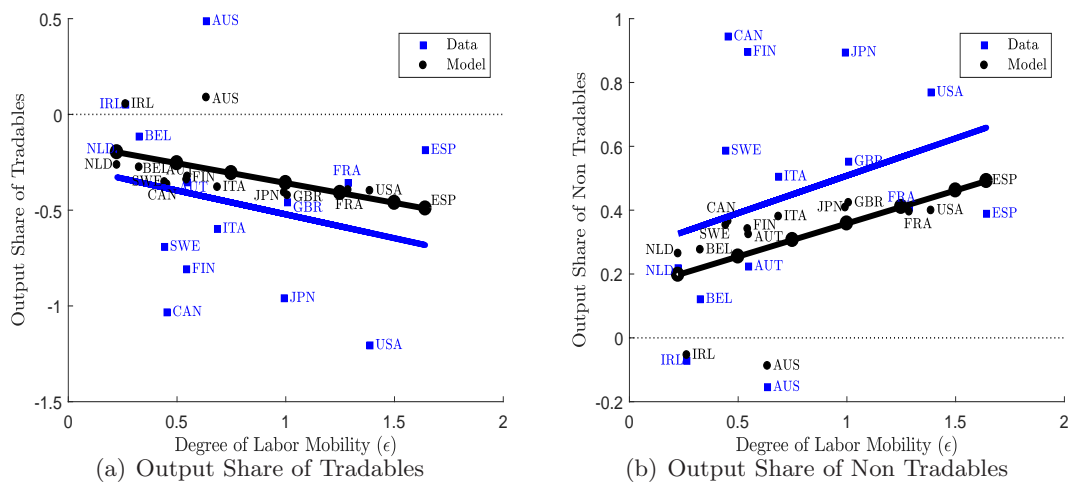 0.5
0
-0.5
-1
-1.5
0
0.5
1
1.5
2
Output Share of Tradables
Degree of Labor Mobility (ϵ)
Data
Model
AUS
AUS
IRL
IRL
BEL
NLD
NLD
BEL
AUT
SWE
FIN
CAN
AUT
ITA
JPN
GBR
GBR
FRA
FRA
USA
ESP
ESP
ITA
SWE
FIN
CAN
JPN
USA
(a) Output Share of Tradables
1
0.8
0.6
0.4
0.2
0
-0.2
0
0.5
1
1.5
2
Output Share of Non Tradables
Degree of Labor Mobility (ϵ)
Data
Model
CAN
FIN
JPN
USA
SWE
GBR
ITA
FRA
ESP
ESP
CAN
SWE
FIN
AUT
ITA
JPN
GBR
FRA
USA
NLD
BEL
NLD
AUT
BEL
IRL
IRL
AUS
AUS
(b) Output Share of Non Tradables